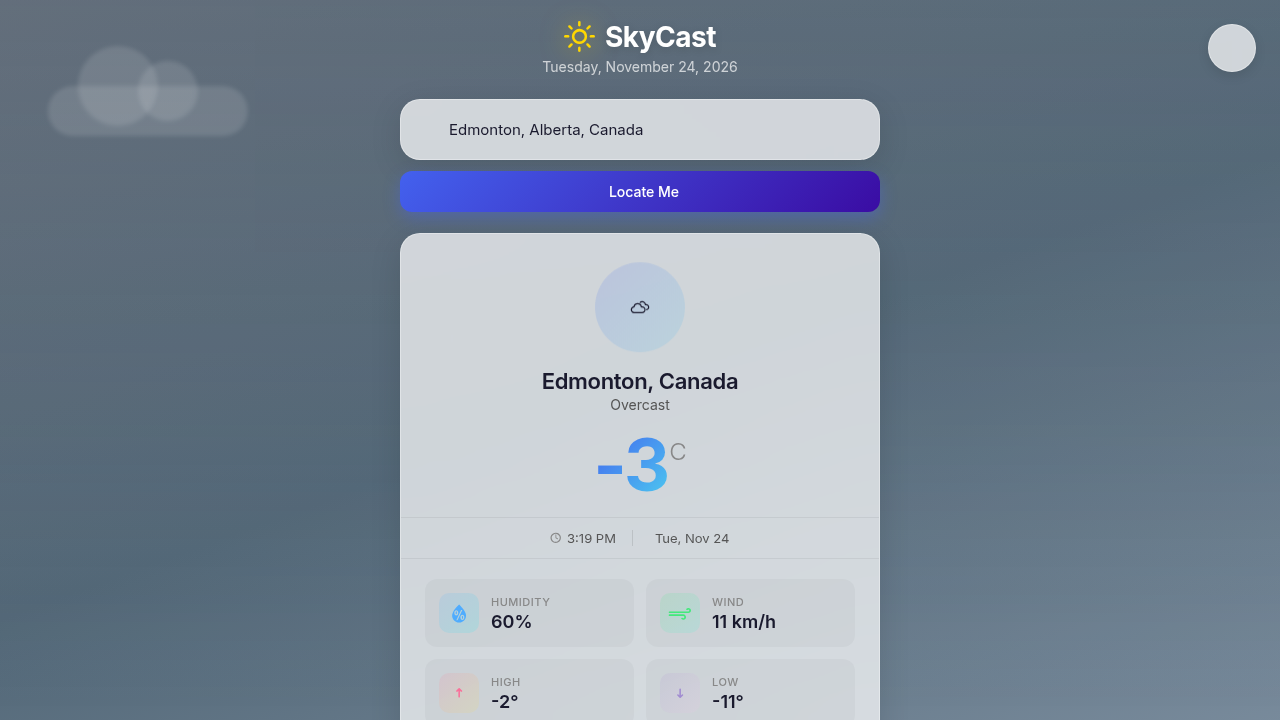 SkyCast
Tuesday, November 24, 2026
Edmonton, Alberta, Canada
Locate Me
Edmonton, Canada
Overcast
-3 C
3:19 PM
Tue, Nov 24
HUMIDITY
60%
WIND
11 km/h
HIGH
-2°
LOW
-11°